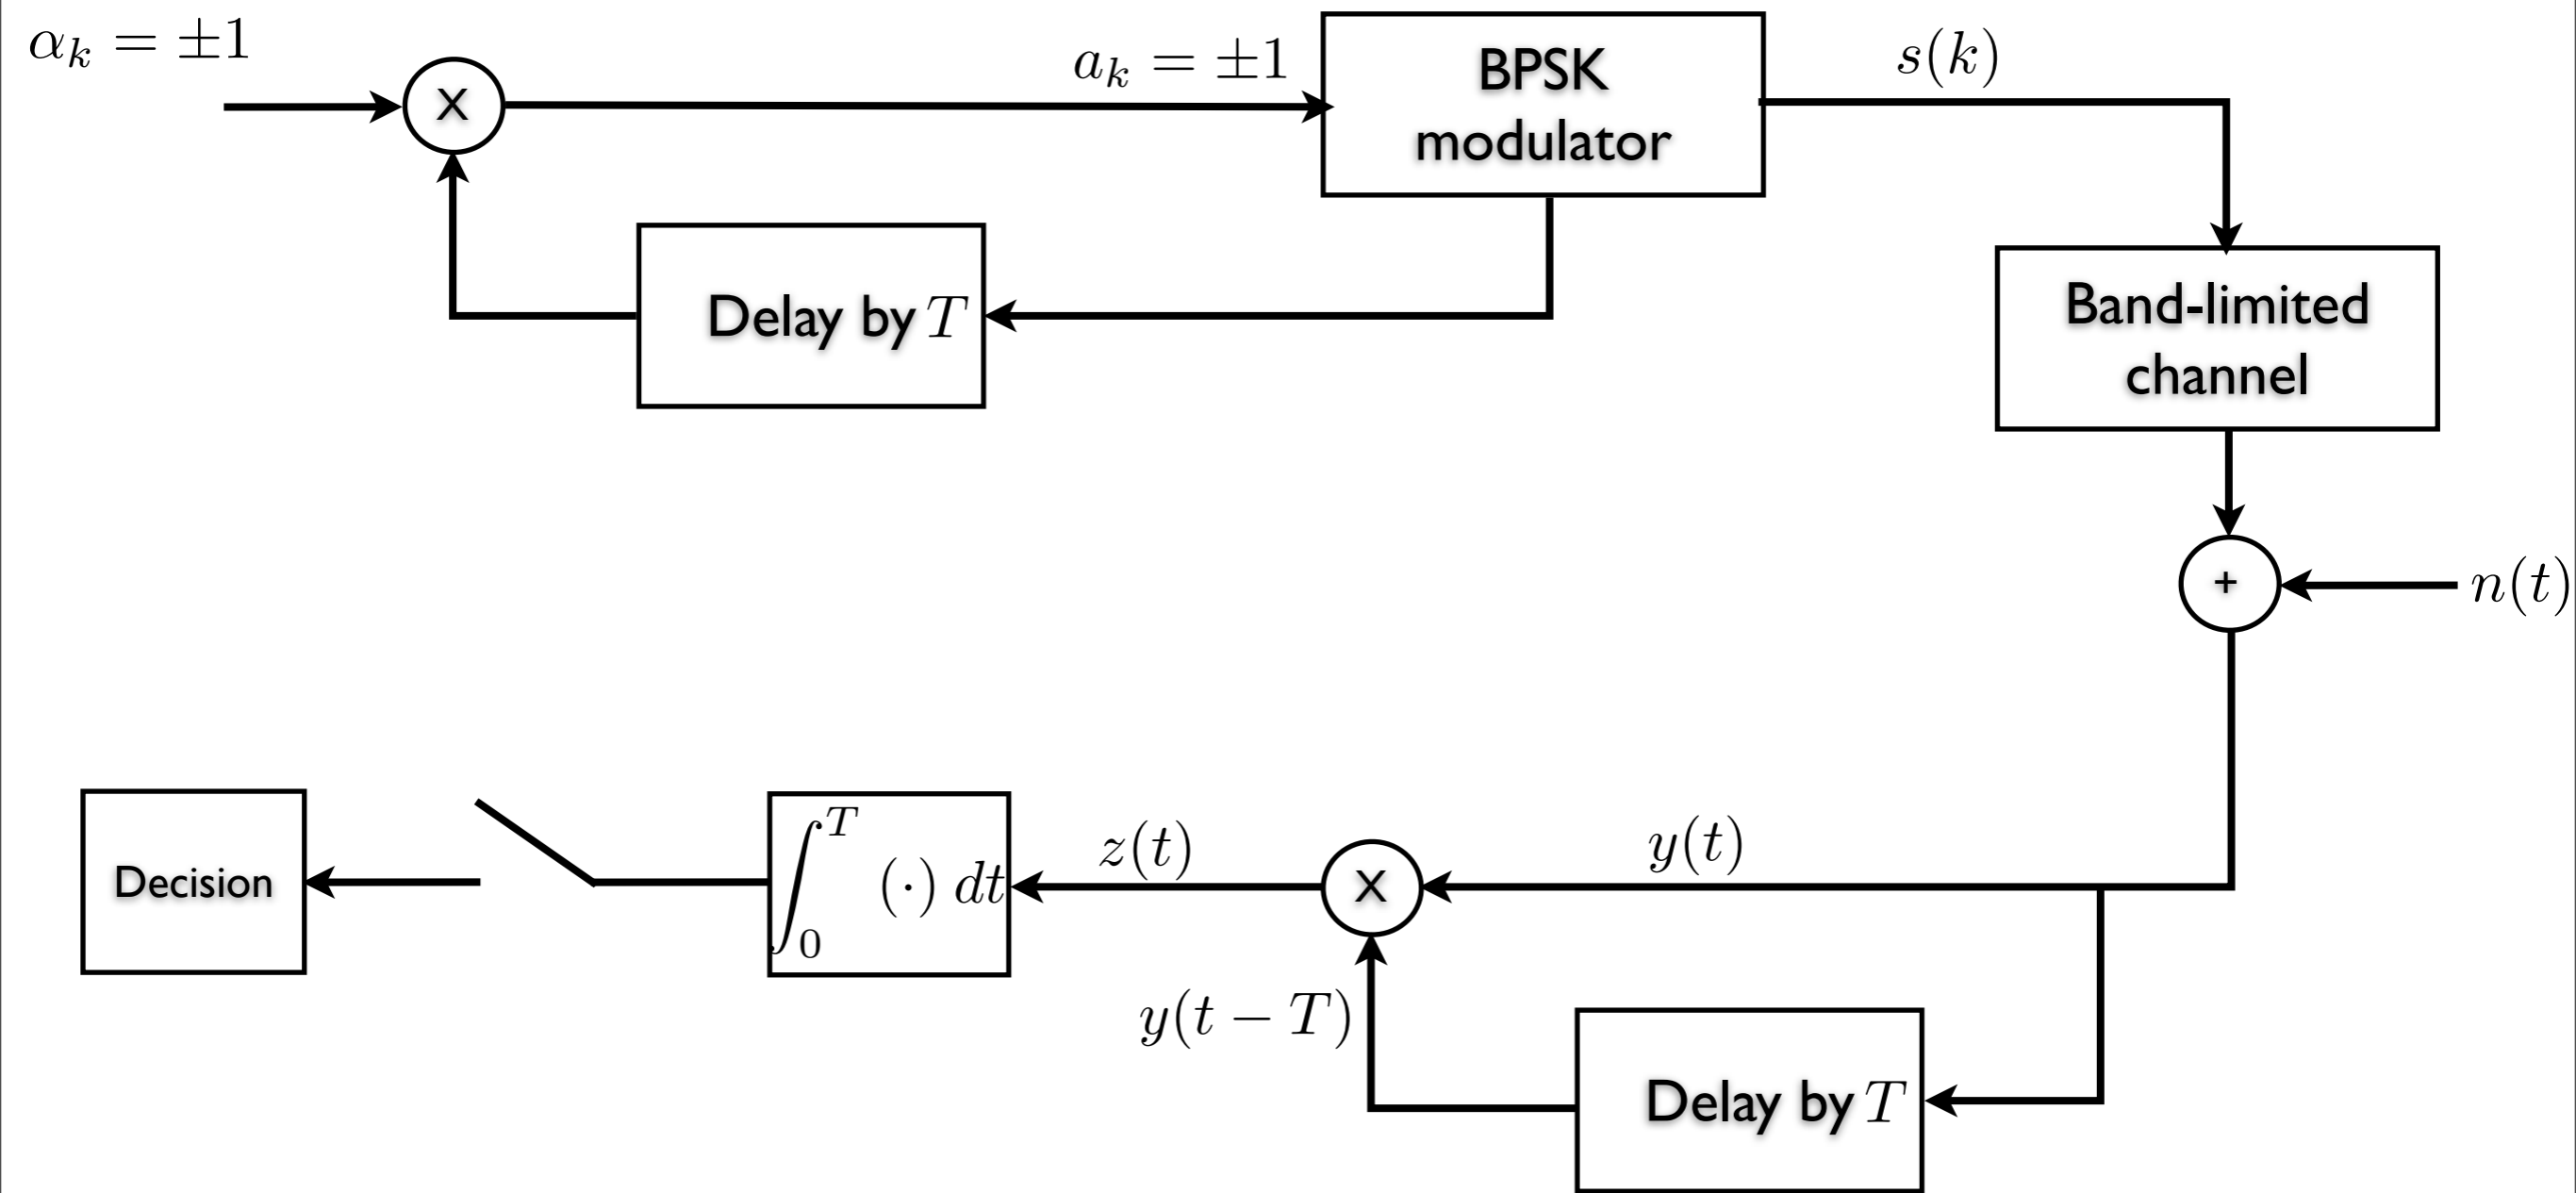 αₖ = ±1
X
aₖ = ±1
BPSK
modulator
s(k)
Delay by T
Band-limited
channel
+
n(t)
Decision
∫₀ᵀ (·) dt
z(t)
X
y(t)
y(t − T)
Delay by T